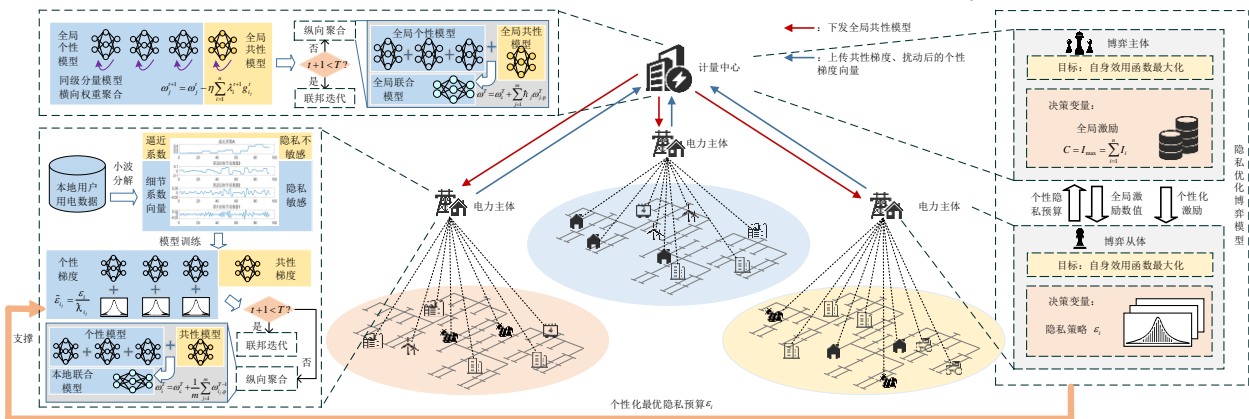 全局
个性
模型
全局
共性
模型
同级分量模型
横向权重聚合
纵向聚合
否
t+1<T?
是
联邦迭代
全局个性模型
全局共性
模型
全局联合
模型
:下发全局共性模型
:上传共性梯度、扰动后的个性
梯度向量
计量中心
电力主体
电力主体
电力主体
逼近
系数
隐私不
敏感
细节
系数
向量
隐私
敏感
小波
分解
本地用户
用电数据
模型训练
个性
梯度
共性
梯度
t+1<T?
是
联邦迭代
否
纵向聚合
个性模型
共性模型
本地联合
模型
支撑
个性化最优隐私预算εi
博弈主体
目标：自身效用函数最大化
决策变量：
全局激励
个性隐
私预算
全局激
励数值
个性化
激励
博弈从体
目标：自身效用函数最大化
决策变量：
隐私策略 εi
隐私优化博弈模型